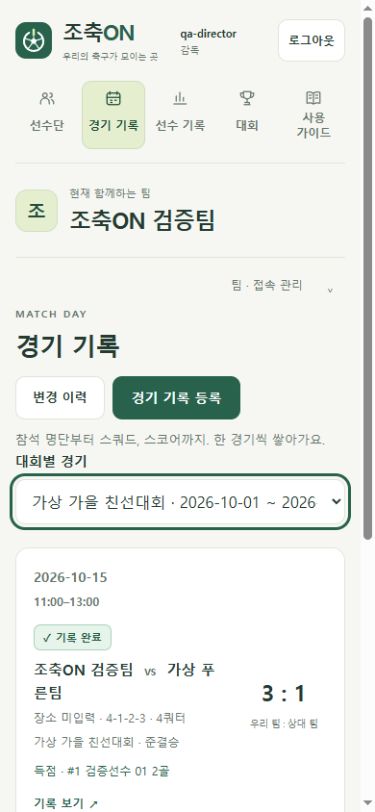 조축ON
우리의 축구가 모이는 곳
qa-director
감독
로그아웃
선수단
경기 기록
선수 기록
대회
사용
가이드
현재 함께하는 팀
조
조축ON 검증팀
팀 · 접속 관리
MATCH DAY
경기 기록
변경 이력
경기 기록 등록
참석 명단부터 스쿼드, 스코어까지. 한 경기씩 쌓아가요.
대회별 경기
가상 가을 친선대회 · 2026-10-01 ~ 2026
2026-10-15
11:00–13:00
✓ 기록 완료
조축ON 검증팀 vs 가상 푸
른팀
3 : 1
우리 팀 : 상대 팀
장소 미입력 · 4-1-2-3 · 4쿼터
가상 가을 친선대회 · 준결승
득점 · #1 검증선수 01 2골
기록 보기 ↗